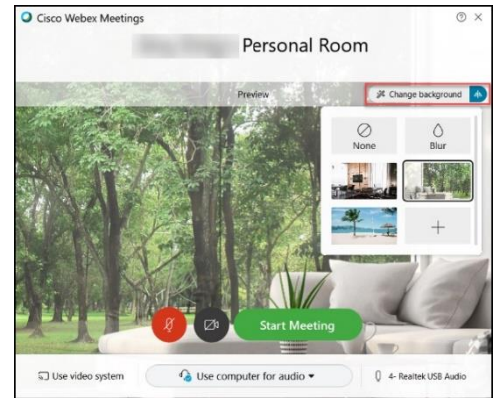 Cisco Webex Meetings
Personal Room
Preview
Change background
None
Blur
Start Meeting
Use video system
Use computer for audio
4- Realtek USB Audio